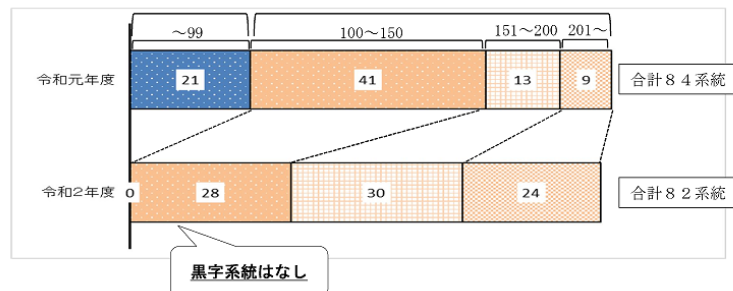 ～99 100～150 151～200 201～
令和元年度 21 41 13 9 合計８４系統
令和2年度 0 28 30 24 合計８２系統
黒字系統はなし